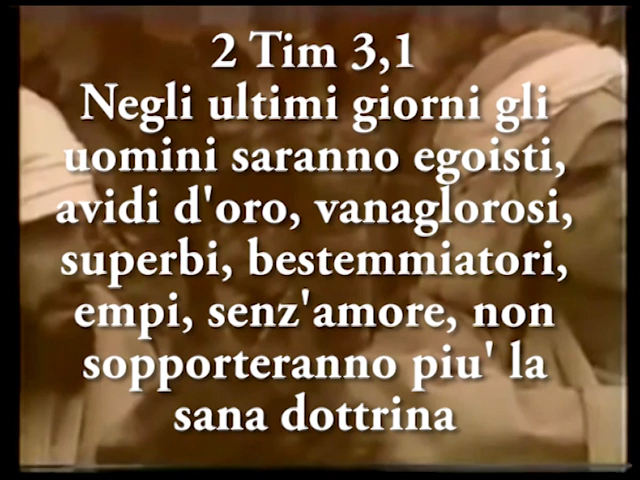 2 Tim 3,1
Negli ultimi giorni gli
uomini saranno egoisti,
avidi d'oro, vanaglorosi,
superbi, bestemmiatori,
empi, senz'amore, non
sopporteranno piu' la
sana dottrina